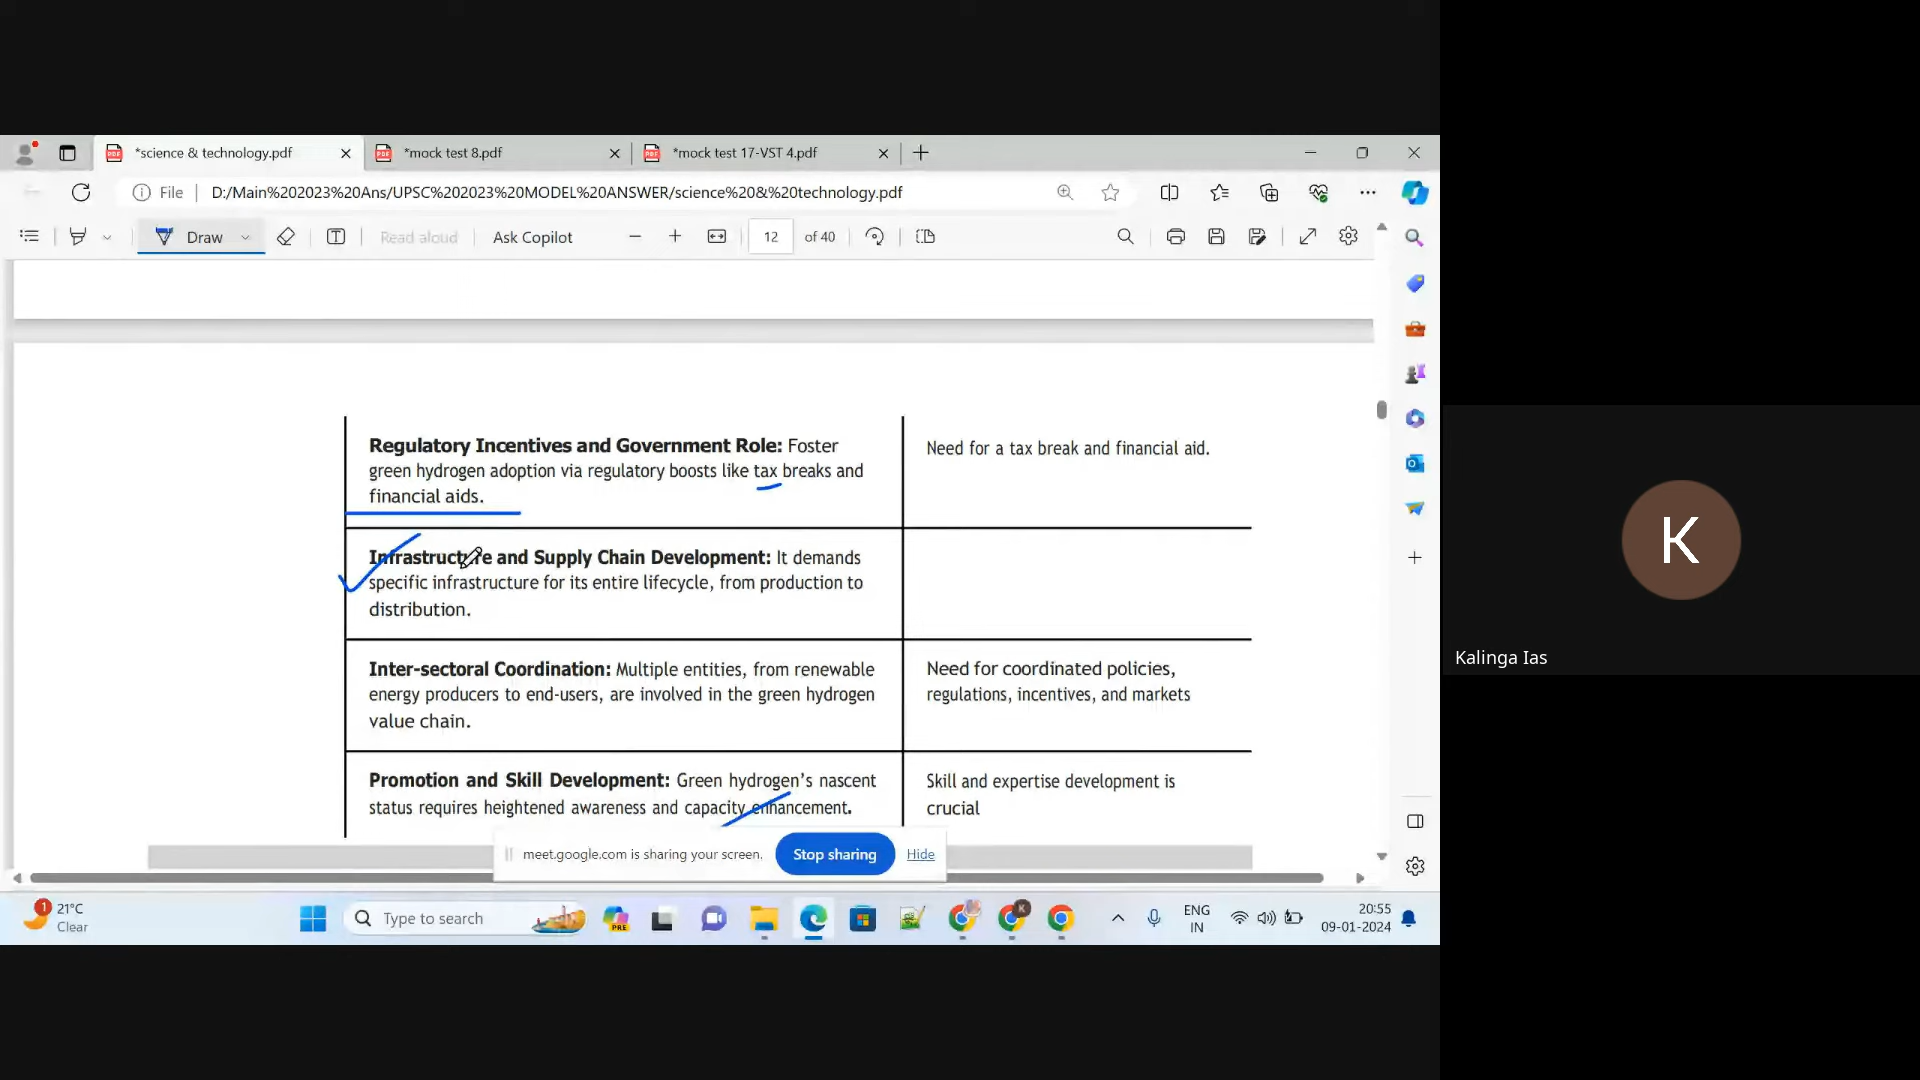 *science & technology.pdf
*mock test 8.pdf
*mock test 17-VST 4.pdf
File
D:/Main%202023%20Ans/UPSC%202023%20MODEL%20ANSWER/science%20&%20technology.pdf
Draw
Read aloud
Ask Copilot
12
of 40
Regulatory Incentives and Government Role: Foster
green hydrogen adoption via regulatory boosts like tax breaks and
financial aids.
Need for a tax break and financial aid.
Infrastructure and Supply Chain Development: It demands
specific infrastructure for its entire lifecycle, from production to
distribution.
Inter-sectoral Coordination: Multiple entities, from renewable
energy producers to end-users, are involved in the green hydrogen
value chain.
Need for coordinated policies,
regulations, incentives, and markets
Promotion and Skill Development: Green hydrogen's nascent
status requires heightened awareness and capacity enhancement.
Skill and expertise development is
crucial
meet.google.com is sharing your screen.
Stop sharing
Hide
K
Kalinga Ias
1
21°C
Clear
Type to search
PRE
K
ENG
IN
20:55
09-01-2024